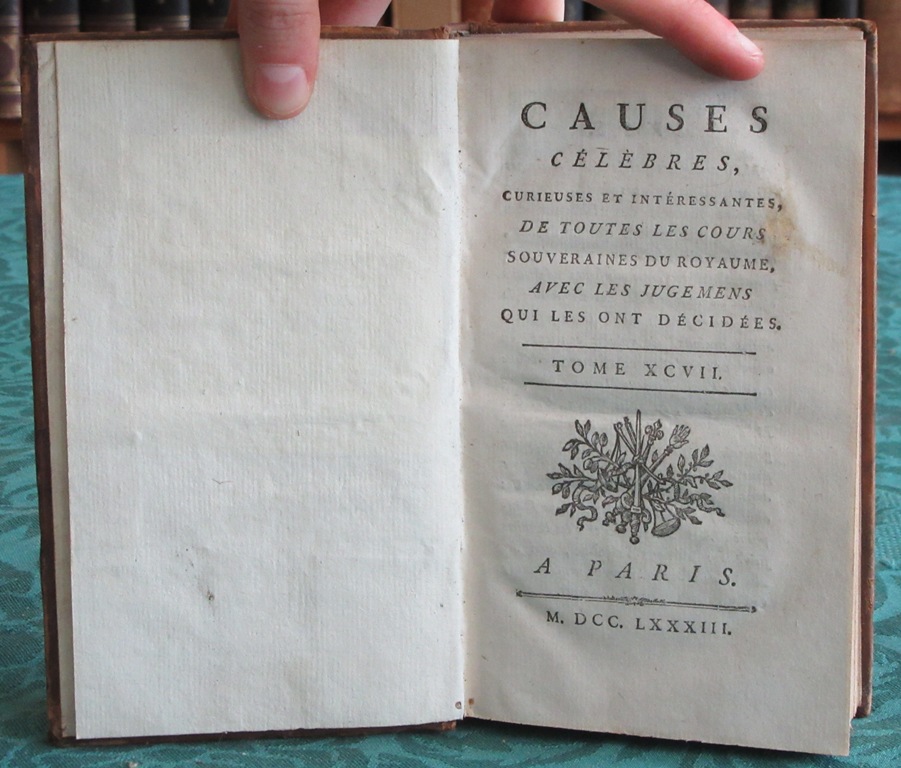 CAUSES
CÉLÈBRES,
CURIEUSES ET INTÉRESSANTES,
DE TOUTES LES COURS
SOUVERAINES DU ROYAUME,
AVEC LES JUGEMENS
QUI LES ONT DÉCIDÉES.
TOME XCVII.
A PARIS.
M. DCC. LXXXIII.